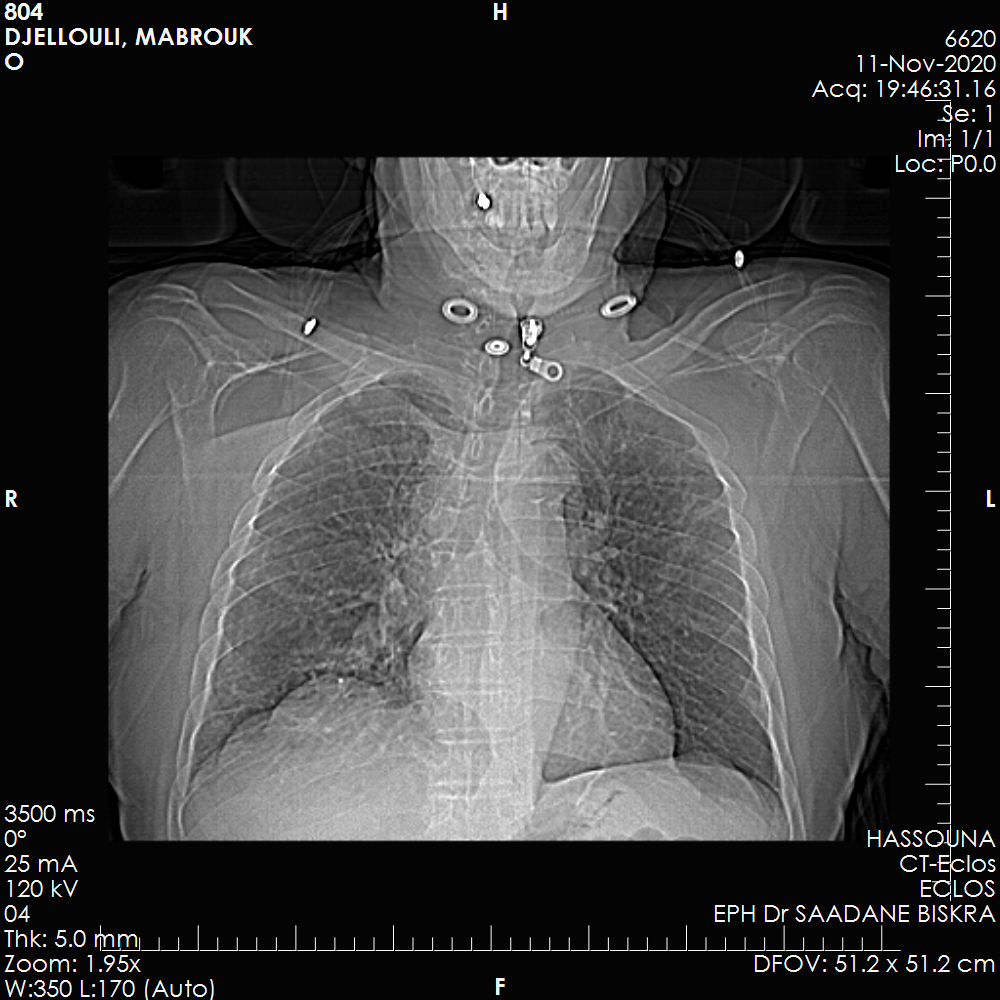 804
DJELLOULI, MABROUK
O
H
6620
11-Nov-2020
Acq: 19:46:31.16
Se: 1
Im: 1/1
Loc: P0.0
R
L
3500 ms
0°
25 mA
120 kV
04
Thk: 5.0 mm
Zoom: 1.95x
W:350 L:170 (Auto)
F
HASSOUNA
CT-Eclos
ECLOS
EPH Dr SAADANE BISKRA
DFOV: 51.2 x 51.2 cm